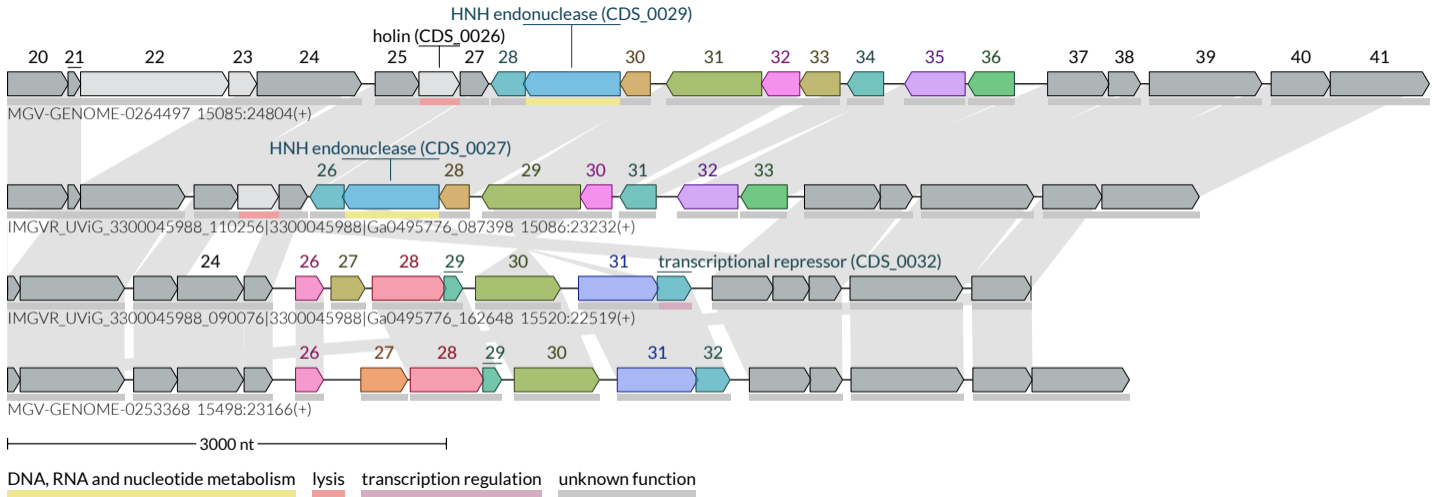 HNH endonuclease (CDS_0029)
holin (CDS_0026)
20 21 22 23 24 25 27 28 30 31 32 33 34 35 36 37 38 39 40 41
MGV-GENOME-0264497 15085:24804(+)
HNH endonuclease (CDS_0027)
26 28 29 30 31 32 33
IMGVR_UViG_3300045988_110256|3300045988|Ga0495776_087398 15086:23232(+)
24 26 27 28 29 30 31 transcriptional repressor (CDS_0032)
IMGVR_UViG_3300045988_090076|3300045988|Ga0495776_162648 15520:22519(+)
26 27 28 29 30 31 32
MGV-GENOME-0253368 15498:23166(+)
3000 nt
DNA, RNA and nucleotide metabolism lysis transcription regulation unknown function